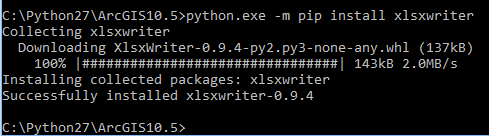 C:\Python27\ArcGIS10.5>python.exe -m pip install xlsxwriter
Collecting xlsxwriter
  Downloading XlsxWriter-0.9.4-py2.py3-none-any.whl (137kB)
    100% |################################| 143kB 2.0MB/s
Installing collected packages: xlsxwriter
Successfully installed xlsxwriter-0.9.4
C:\Python27\ArcGIS10.5>